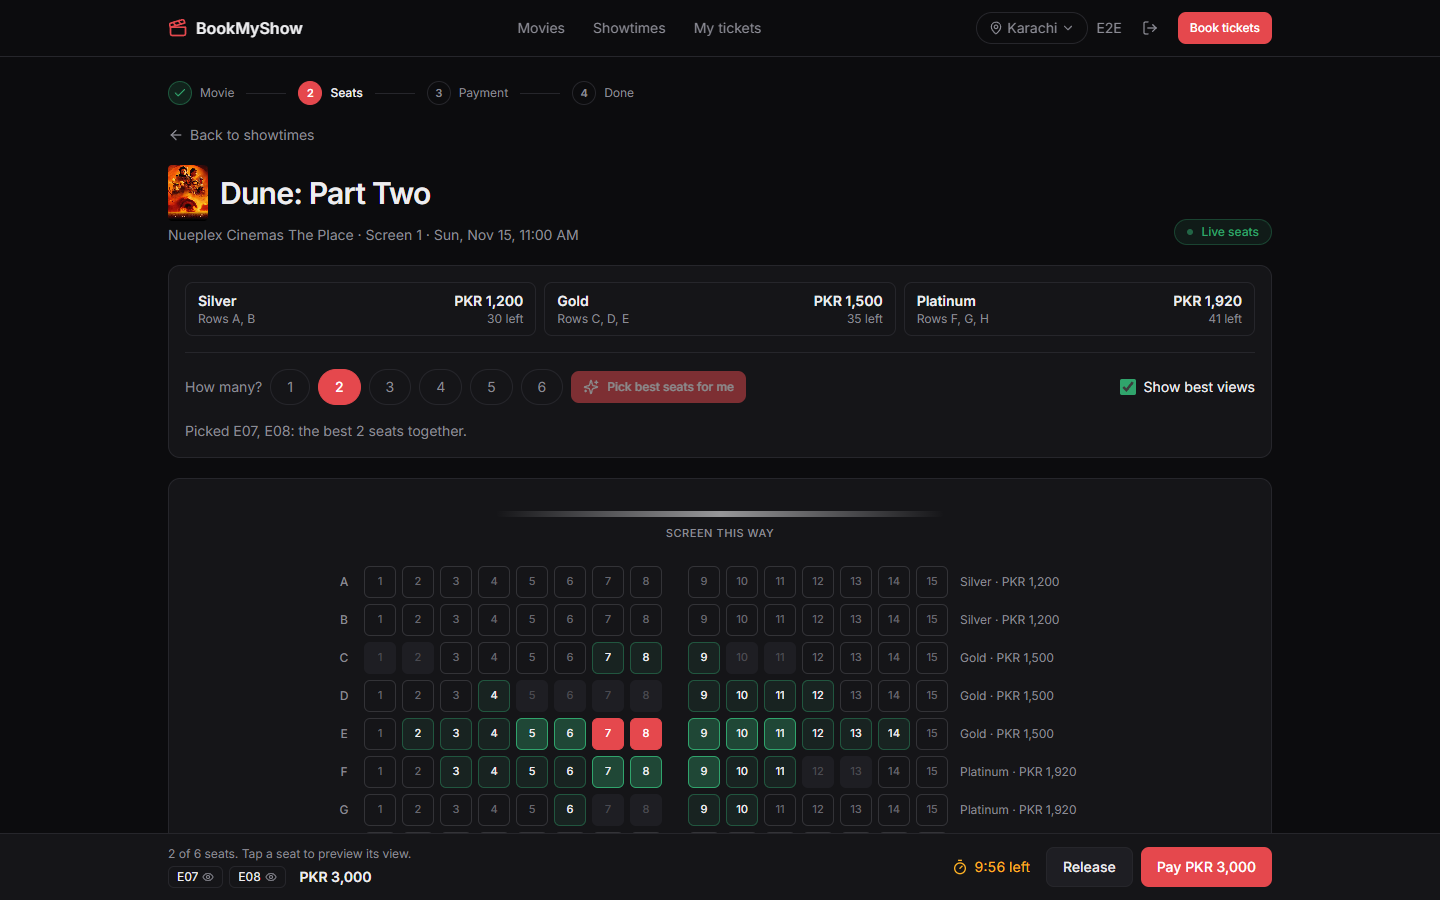 BookMyShow
Movies Showtimes My tickets
Karachi E2E Book tickets
Movie 2 Seats 3 Payment 4 Done
Back to showtimes
Dune: Part Two
Nueplex Cinemas The Place · Screen 1 · Sun, Nov 15, 11:00 AM
Live seats
Silver PKR 1,200 Gold PKR 1,500 Platinum PKR 1,920
Rows A, B 30 left Rows C, D, E 35 left Rows F, G, H 41 left
How many? 1 2 3 4 5 6 Pick best seats for me Show best views
Picked E07, E08: the best 2 seats together.
SCREEN THIS WAY
A 1 2 3 4 5 6 7 8 9 10 11 12 13 14 15 Silver · PKR 1,200
B 1 2 3 4 5 6 7 8 9 10 11 12 13 14 15 Silver · PKR 1,200
C 1 2 3 4 5 6 7 8 9 10 11 12 13 14 15 Gold · PKR 1,500
D 1 2 3 4 5 6 7 8 9 10 11 12 13 14 15 Gold · PKR 1,500
E 1 2 3 4 5 6 7 8 9 10 11 12 13 14 15 Gold · PKR 1,500
F 1 2 3 4 5 6 7 8 9 10 11 12 13 14 15 Platinum · PKR 1,920
G 1 2 3 4 5 6 7 8 9 10 11 12 13 14 15 Platinum · PKR 1,920
2 of 6 seats. Tap a seat to preview its view.
E07 E08 PKR 3,000
9:56 left Release Pay PKR 3,000